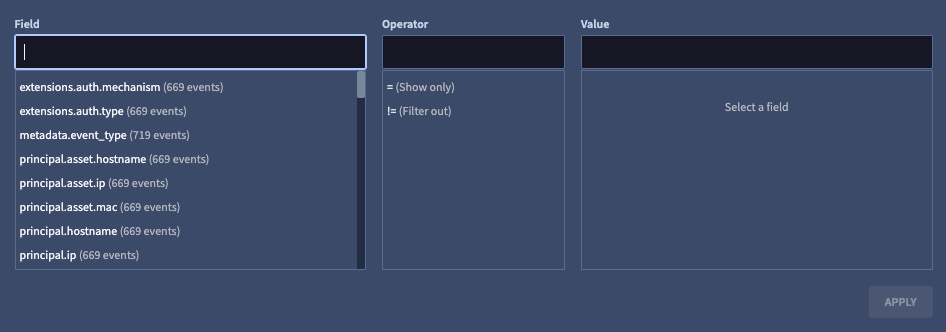 Field Operator Value
extensions.auth.mechanism (669 events)
extensions.auth.type (669 events)
metadata.event_type (719 events)
principal.asset.hostname (669 events)
principal.asset.ip (669 events)
principal.asset.mac (669 events)
principal.hostname (669 events)
principal.ip (669 events)
= (Show only)
!= (Filter out)
Select a field
APPLY